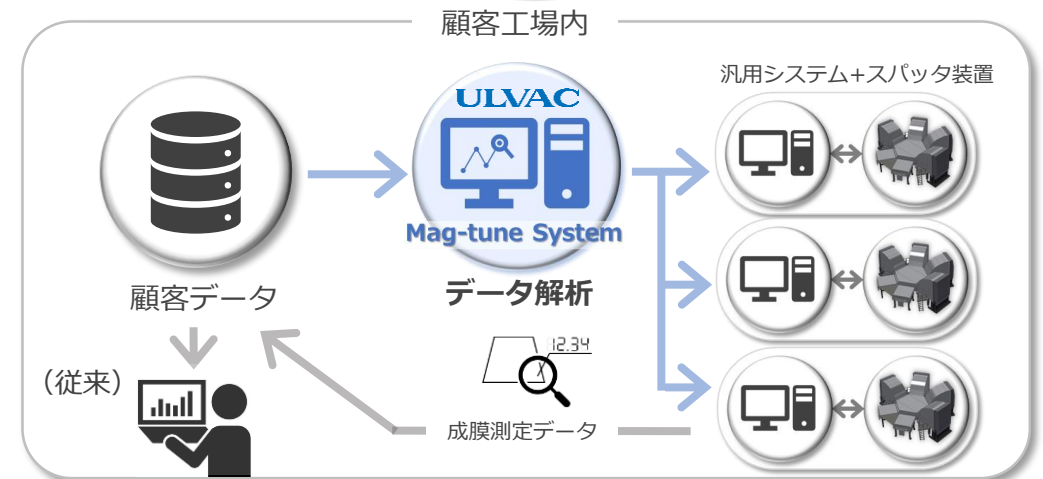 顧客工場内
汎用システム+スパッタ装置
ULVAC
Mag-tune System
顧客データ
データ解析
12.34
（従来）
成膜測定データ